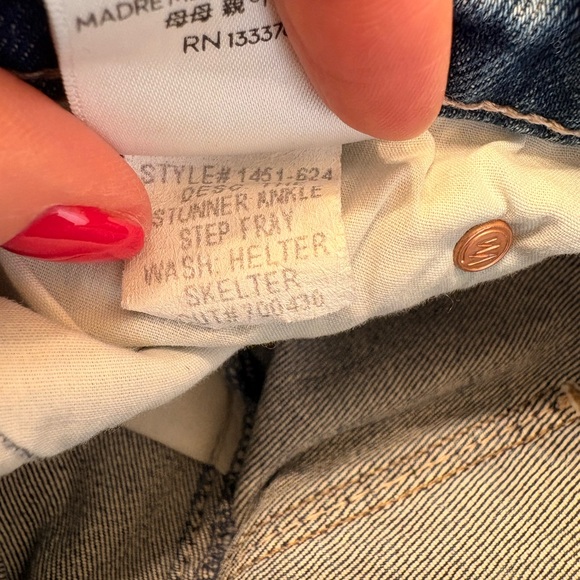 MADRE
母母 親
RN 13337
STYLE# 1451-624
DESC
STUNNER ANKLE
STEP FRAY
WASH: HELTER
SKELTER
CUT# 700430